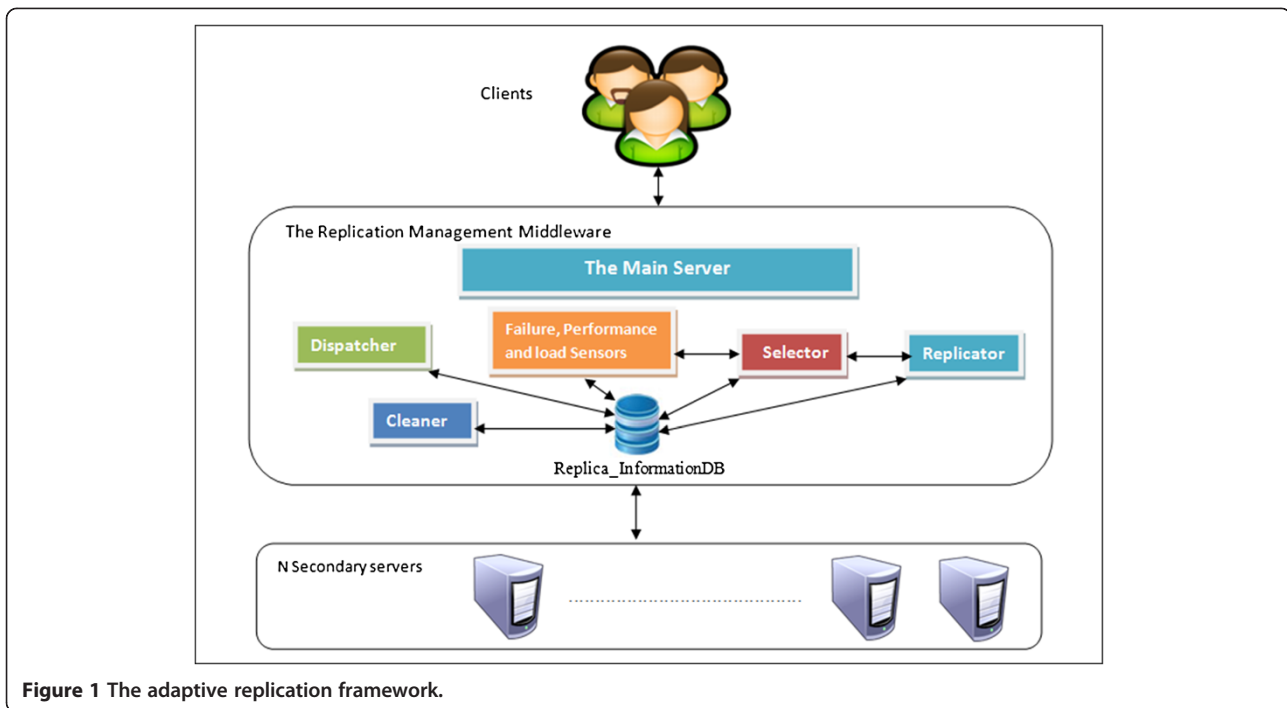 Clients
The Replication Management Middleware
The Main Server
Dispatcher
Failure, Performance
and load Sensors
Selector
Replicator
Cleaner
Replica_InformationDB
N Secondary servers
Figure 1 The adaptive replication framework.